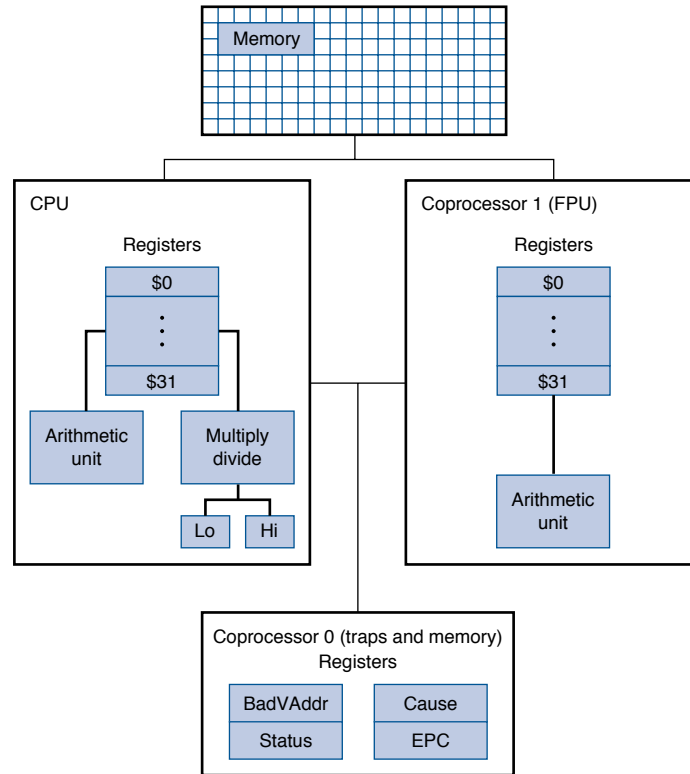 Memory
CPU
Registers
$0
$31
Arithmetic
unit
Multiply
divide
Lo
Hi
Coprocessor 1 (FPU)
Registers
$0
$31
Arithmetic
unit
Coprocessor 0 (traps and memory)
Registers
BadVAddr
Cause
Status
EPC